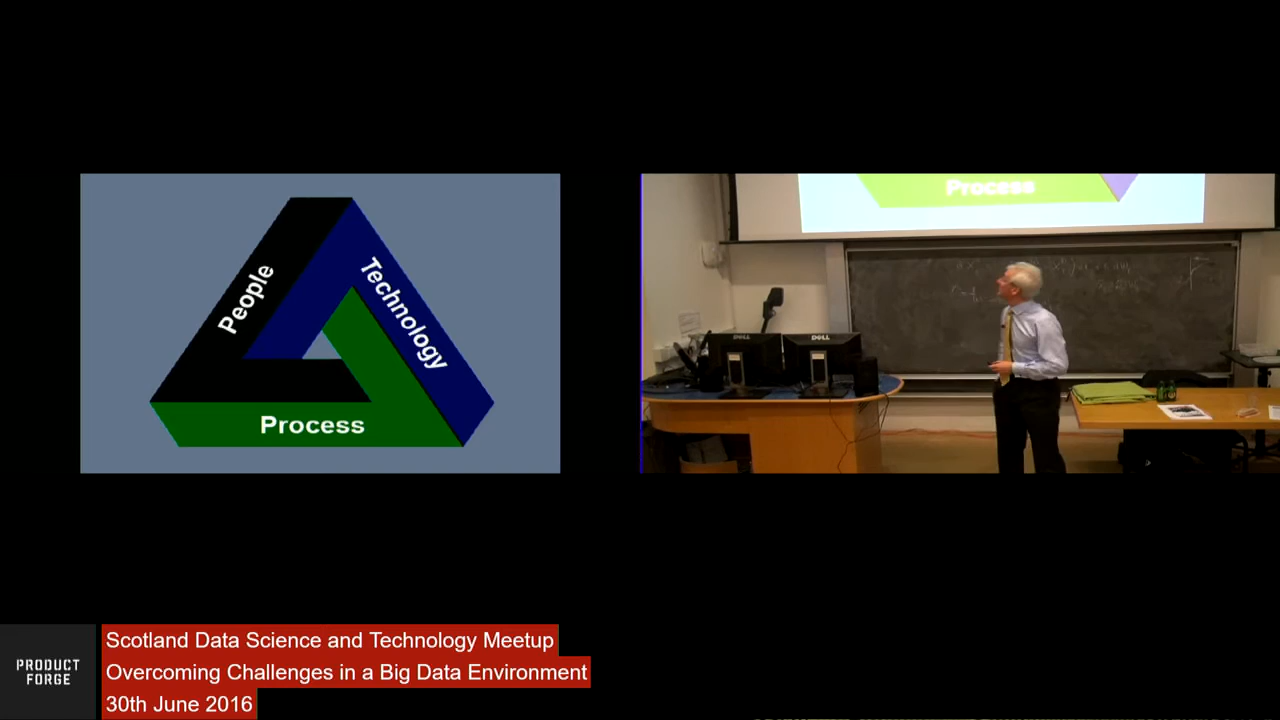 People
Technology
Process
Process
DELL
DELL
PRODUCT
FORGE
Scotland Data Science and Technology Meetup
Overcoming Challenges in a Big Data Environment
30th June 2016